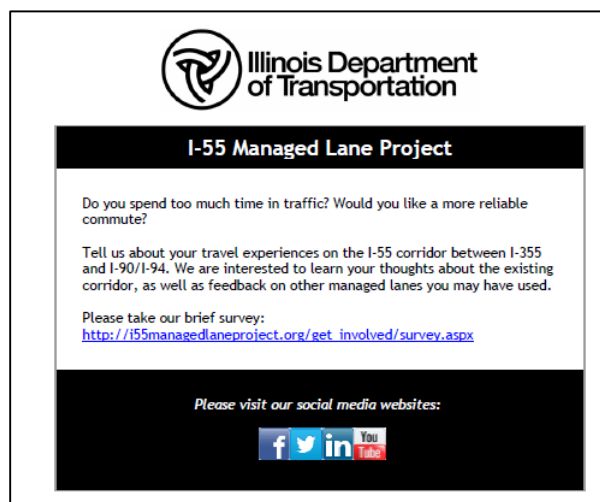 Illinois Department
of Transportation
I-55 Managed Lane Project
Do you spend too much time in traffic? Would you like a more reliable
commute?
Tell us about your travel experiences on the I-55 corridor between I-355
and I-90/I-94. We are interested to learn your thoughts about the existing
corridor, as well as feedback on other managed lanes you may have used.
Please take our brief survey:
http://i55managedlaneproject.org/get_involved/survey.aspx
Please visit our social media websites:
f in You
Tube